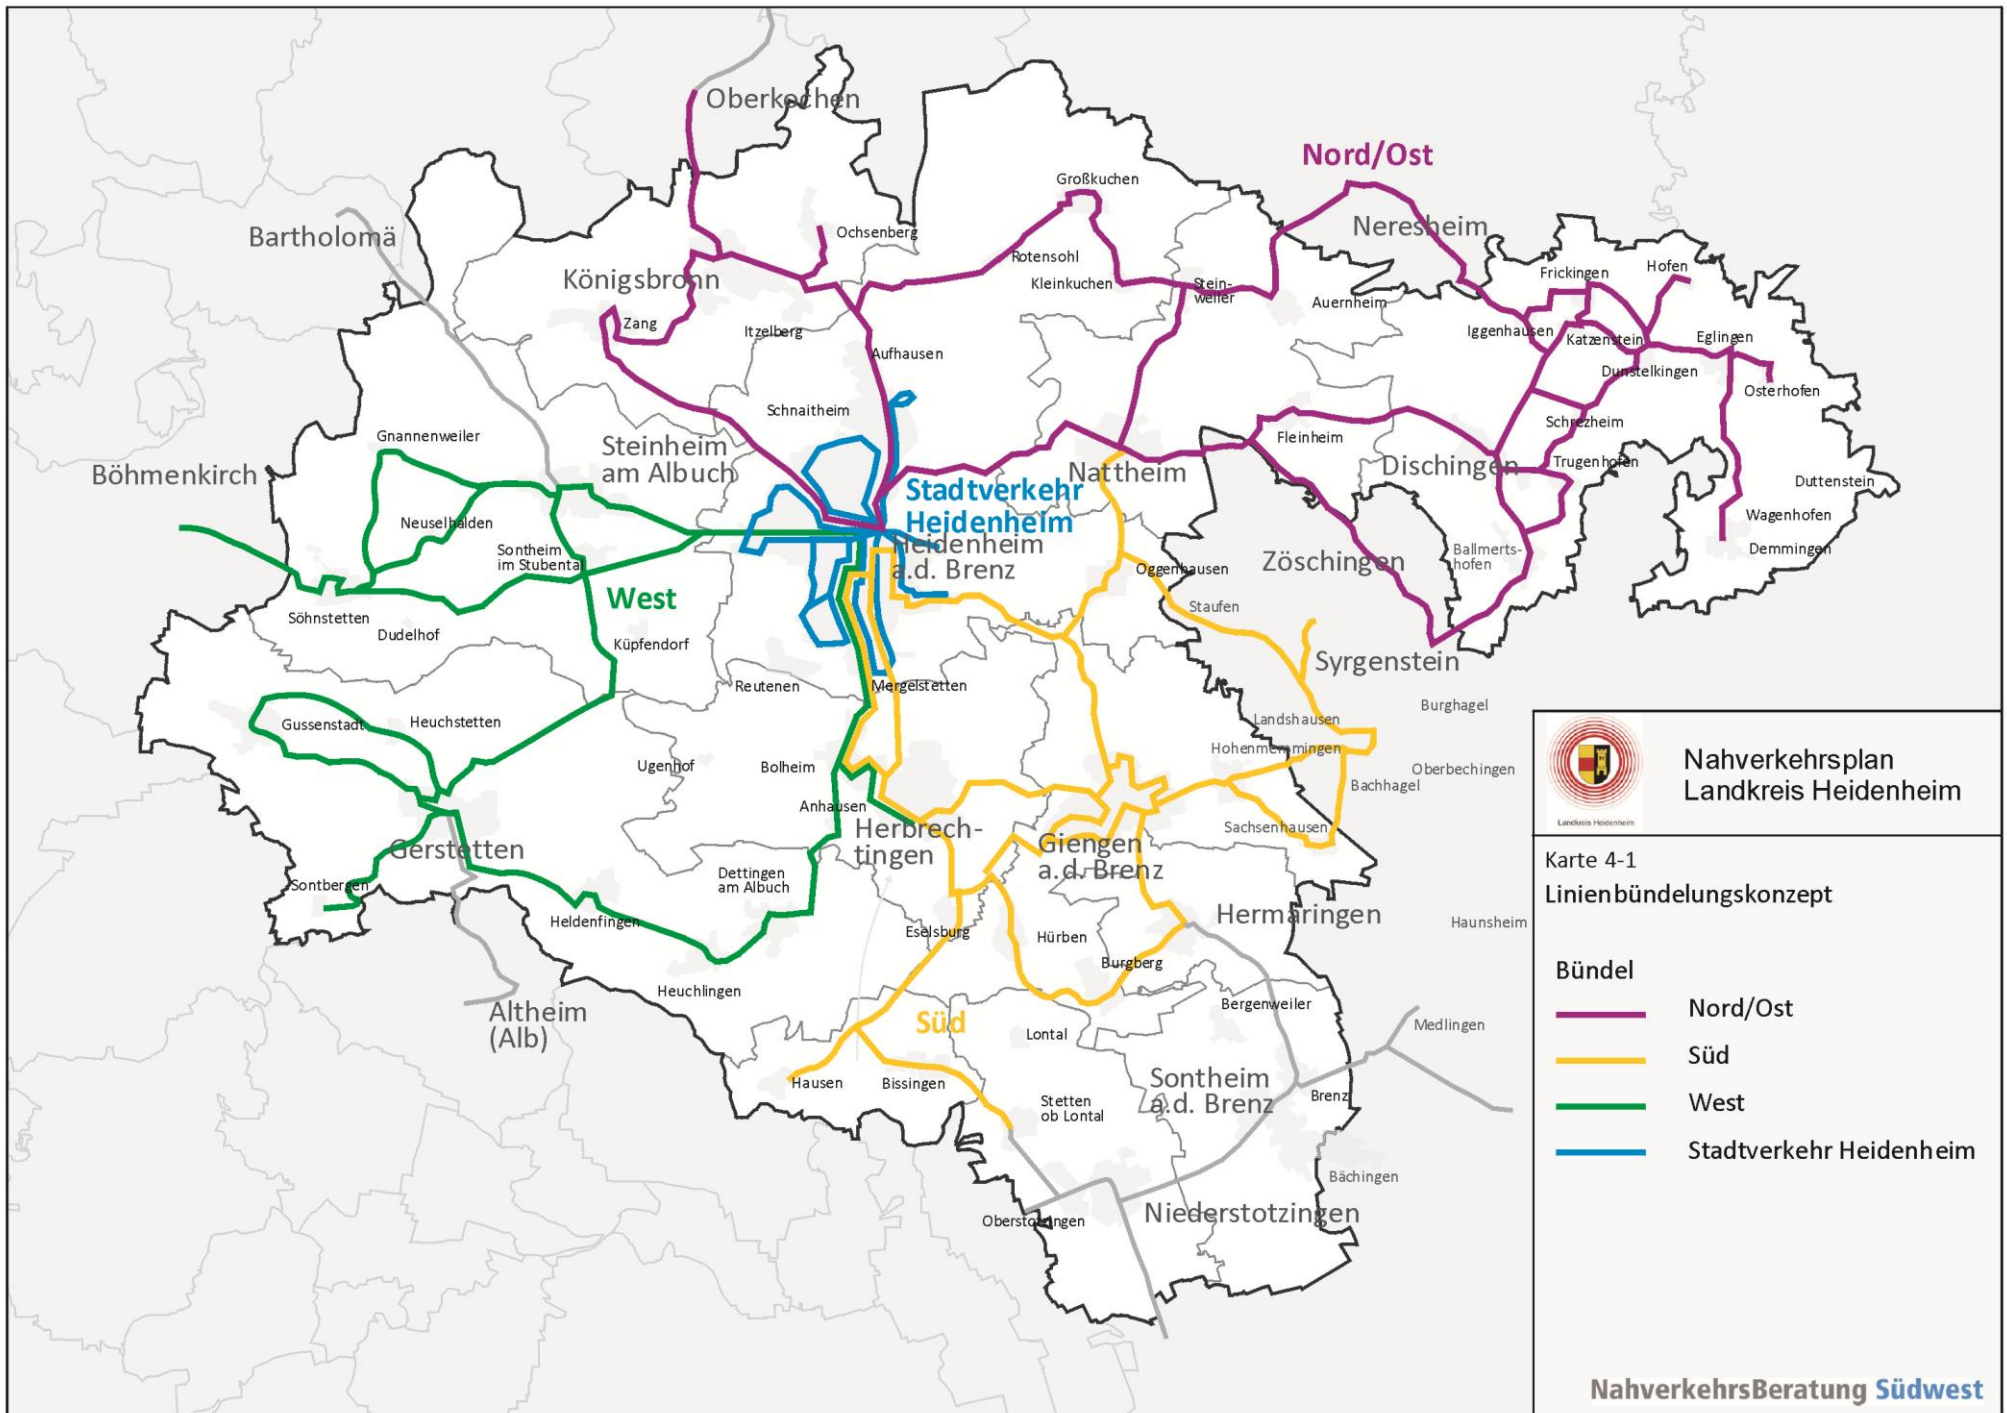 Oberkochen
Nord/Ost
Großkuchen
Bartholomä
Ochsenberg
Neresheim
Königsbronn
Rotensohl
Kleinkuchen
Stein-
weiler
Frickingen
Hofen
Auernheim
Zang
Itzelberg
Iggenhausen
Katzenstein
Eglingen
Aufhausen
Dunstelkingen
Osterhofen
Schnaitheim
Schrezheim
Gnannenweiler
Steinheim
am Albuch
Fleinheim
Böhmenkirch
Nattheim
Dischingen
Trugenhofen
Duttenstein
Stadtverkehr
Heidenheim
Neuselhalden
Wagenhofen
Heidenheim
a.d. Brenz
Sontheim
im Stubental
Zöschingen
Ballmerts-
hofen
Demmingen
Oggenhausen
West
Staufen
Söhnstetten
Dudelhof
Küpfendorf
Syrgenstein
Reutenen
Mergelstetten
Burghagel
Gussenstadt
Heuchstetten
Landshausen
Hohenmemmingen
Ugenhof
Bolheim
Oberbechingen
Bachhagel
Anhausen
Herbrech-
tingen
Sachsenhausen
Giengen
a.d. Brenz
Gerstetten
Sontbergen
Dettingen
am Albuch
Hermaringen
Heldenfingen
Eselsburg
Hürben
Haunsheim
Burgberg
Heuchlingen
Bergenweiler
Altheim
(Alb)
Süd
Lontal
Medlingen
Hausen
Bissingen
Sontheim
a.d. Brenz
Brenz
Stetten
ob Lontal
Bächingen
Oberstotzingen
Niederstotzingen
Landkreis Heidenheim
Nahverkehrsplan
Landkreis Heidenheim
Karte 4-1
Linienbündelungskonzept
Bündel
Nord/Ost
Süd
West
Stadtverkehr Heidenheim
NahverkehrsBeratung Südwest